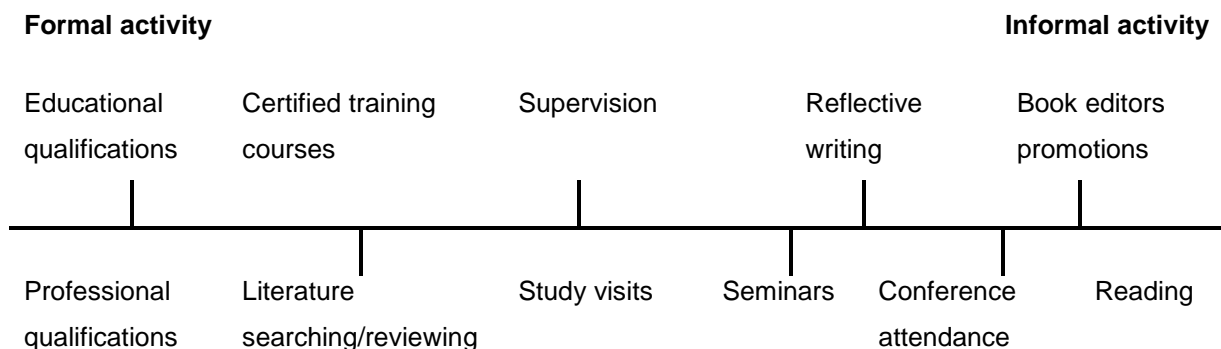 Formal activity Informal activity
Educational Certified training Supervision Reflective Book editors
qualifications courses writing promotions
Professional Literature Study visits Seminars Conference Reading
qualifications searching/reviewing attendance